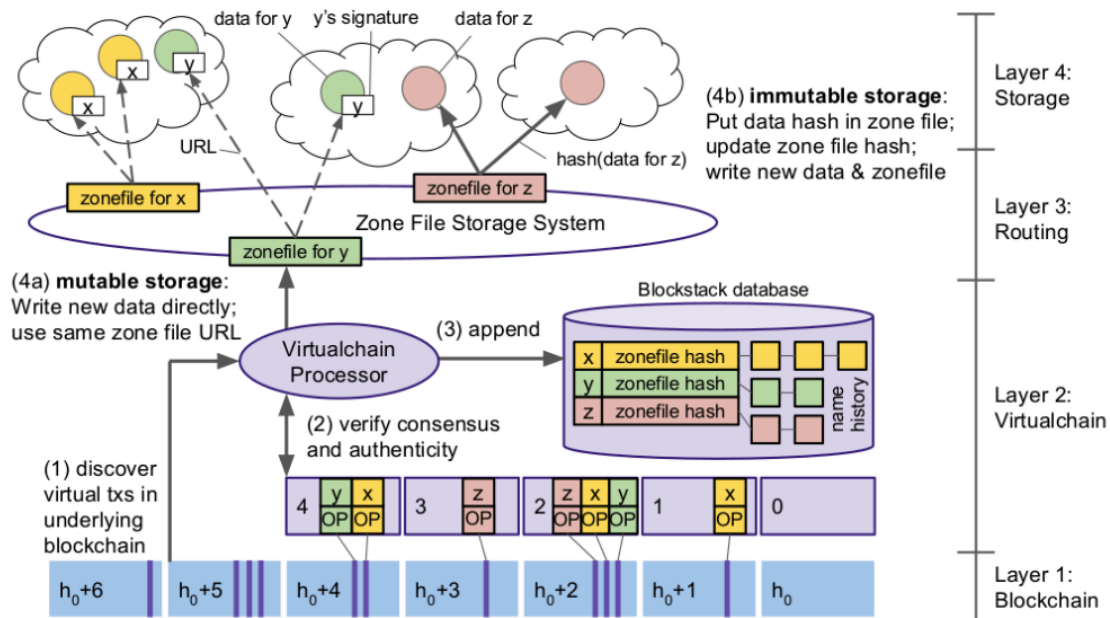 data for y
y's signature
data for z
x
x
y
y
URL
hash(data for z)
(4b) immutable storage:
Put data hash in zone file;
update zone file hash;
write new data & zonefile
Layer 4:
Storage
zonefile for x
zonefile for z
Zone File Storage System
zonefile for y
Layer 3:
Routing
(4a) mutable storage:
Write new data directly;
use same zone file URL
Virtualchain
Processor
(3) append
Blockstack database
x zonefile hash
y zonefile hash
z zonefile hash
name
history
Layer 2:
Virtualchain
(2) verify consensus
and authenticity
(1) discover
virtual txs in
underlying
blockchain
4 y x
OP OP
3 z
OP
2 z x y
OP OP OP
1 x
OP
0
h₀+6 h₀+5 h₀+4 h₀+3 h₀+2 h₀+1 h₀
Layer 1:
Blockchain